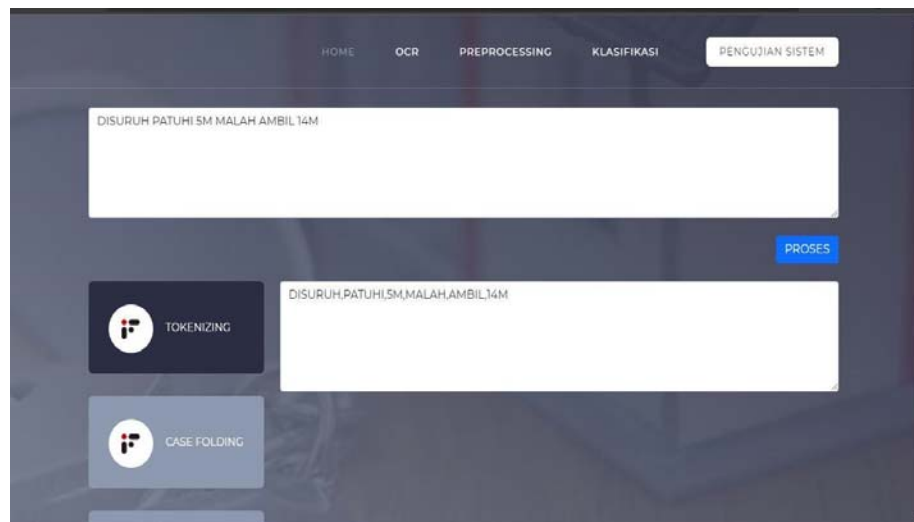 HOME OCR PREPROCESSING KLASIFIKASI PENGUJIAN SISTEM
DISURUH PATUHI 5M MALAH AMBIL 14M
PROSES
DISURUH,PATUHI,5M,MALAH,AMBIL,14M
TOKENIZING
CASE FOLDING